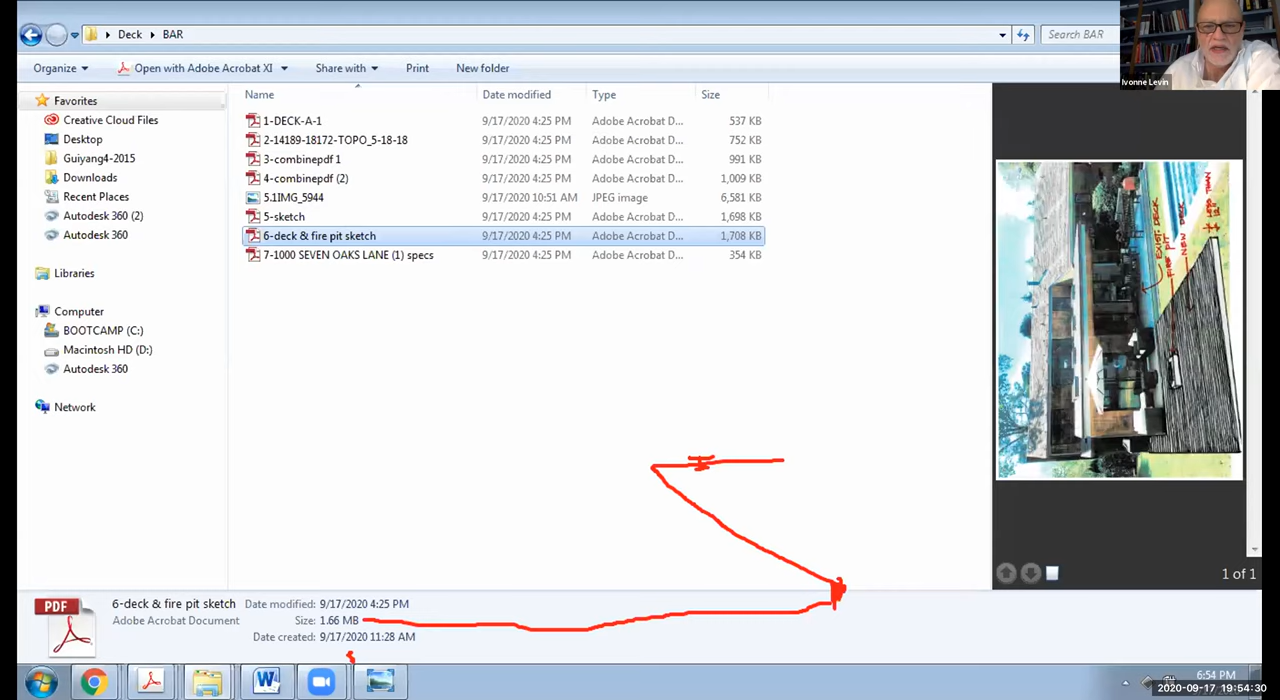 Deck BAR
Search BAR
Organize Open with Adobe Acrobat XI Share with Print New folder
Ivonne Levin
Name Date modified Type Size
1-DECK-A-1 9/17/2020 4:25 PM Adobe Acrobat D... 537 KB
2-14189-18172-TOPO_5-18-18 9/17/2020 4:25 PM Adobe Acrobat D... 752 KB
3-combinepdf 1 9/17/2020 4:25 PM Adobe Acrobat D... 991 KB
4-combinepdf (2) 9/17/2020 4:25 PM Adobe Acrobat D... 1,009 KB
5.1IMG_5944 9/17/2020 10:51 AM JPEG image 6,581 KB
5-sketch 9/17/2020 4:25 PM Adobe Acrobat D... 1,698 KB
6-deck & fire pit sketch 9/17/2020 4:25 PM Adobe Acrobat D... 1,708 KB
7-1000 SEVEN OAKS LANE (1) specs 9/17/2020 4:25 PM Adobe Acrobat D... 354 KB
Favorites
Creative Cloud Files
Desktop
Guiyang4-2015
Downloads
Recent Places
Autodesk 360 (2)
Autodesk 360
Libraries
Computer
BOOTCAMP (C:)
Macintosh HD (D:)
Autodesk 360
Network
EXIST. DECK
FIRE PIT
NEW DECK
LESS THAN
1 of 1
PDF
6-deck & fire pit sketch Date modified: 9/17/2020 4:25 PM
Adobe Acrobat Document Size: 1.66 MB
Date created: 9/17/2020 11:28 AM
6:54 PM
2020-09-17 19:54:30